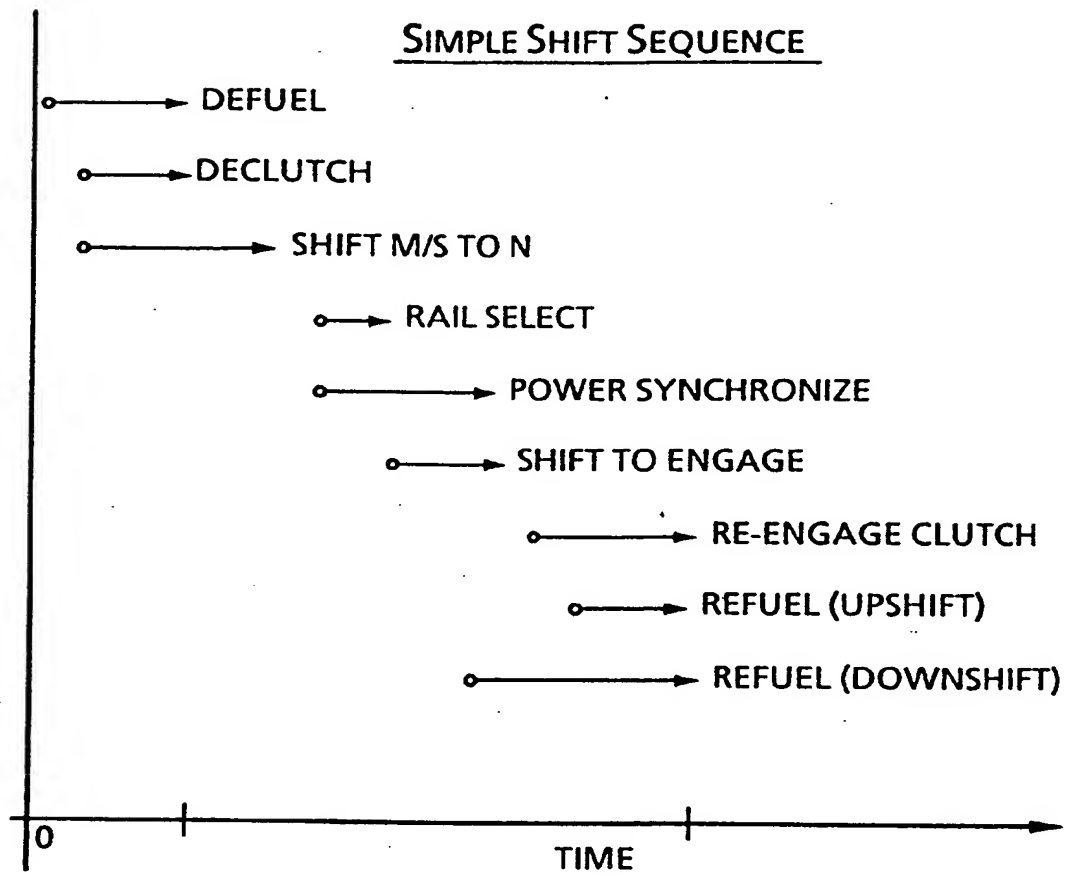 SIMPLE SHIFT SEQUENCE
DEFUEL
DECLUTCH
SHIFT M/S TO N
RAIL SELECT
POWER SYNCHRONIZE
SHIFT TO ENGAGE
RE-ENGAGE CLUTCH
REFUEL (UPSHIFT)
REFUEL (DOWNSHIFT)
0
TIME